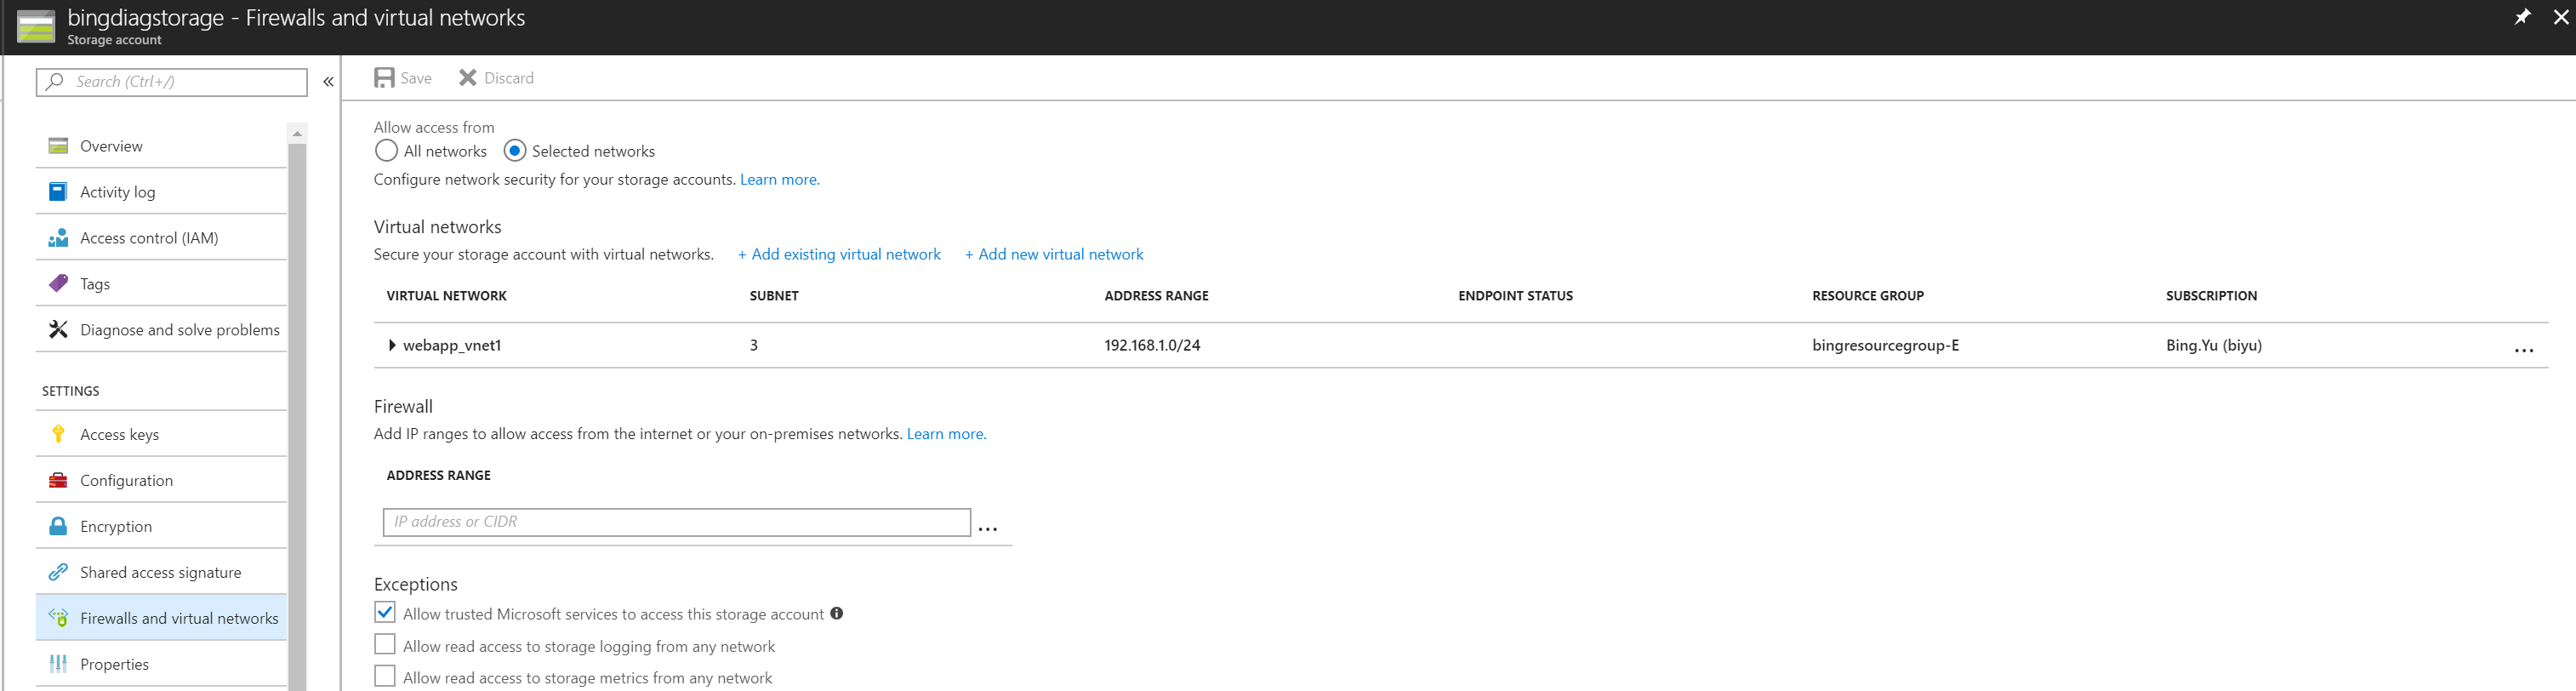 bingdiagstorage - Firewalls and virtual networks
Storage account
Search (Ctrl+/)
«
Overview
Activity log
Access control (IAM)
Tags
Diagnose and solve problems
SETTINGS
Access keys
Configuration
Encryption
Shared access signature
Firewalls and virtual networks
Properties
Save Discard
Allow access from
All networks Selected networks
Configure network security for your storage accounts. Learn more.
Virtual networks
Secure your storage account with virtual networks. + Add existing virtual network + Add new virtual network
VIRTUAL NETWORK SUBNET ADDRESS RANGE ENDPOINT STATUS RESOURCE GROUP SUBSCRIPTION
webapp_vnet1 3 192.168.1.0/24 bingresourcegroup-E Bing.Yu (biyu) ...
Firewall
Add IP ranges to allow access from the internet or your on-premises networks. Learn more.
ADDRESS RANGE
IP address or CIDR ...
Exceptions
Allow trusted Microsoft services to access this storage account
Allow read access to storage logging from any network
Allow read access to storage metrics from any network